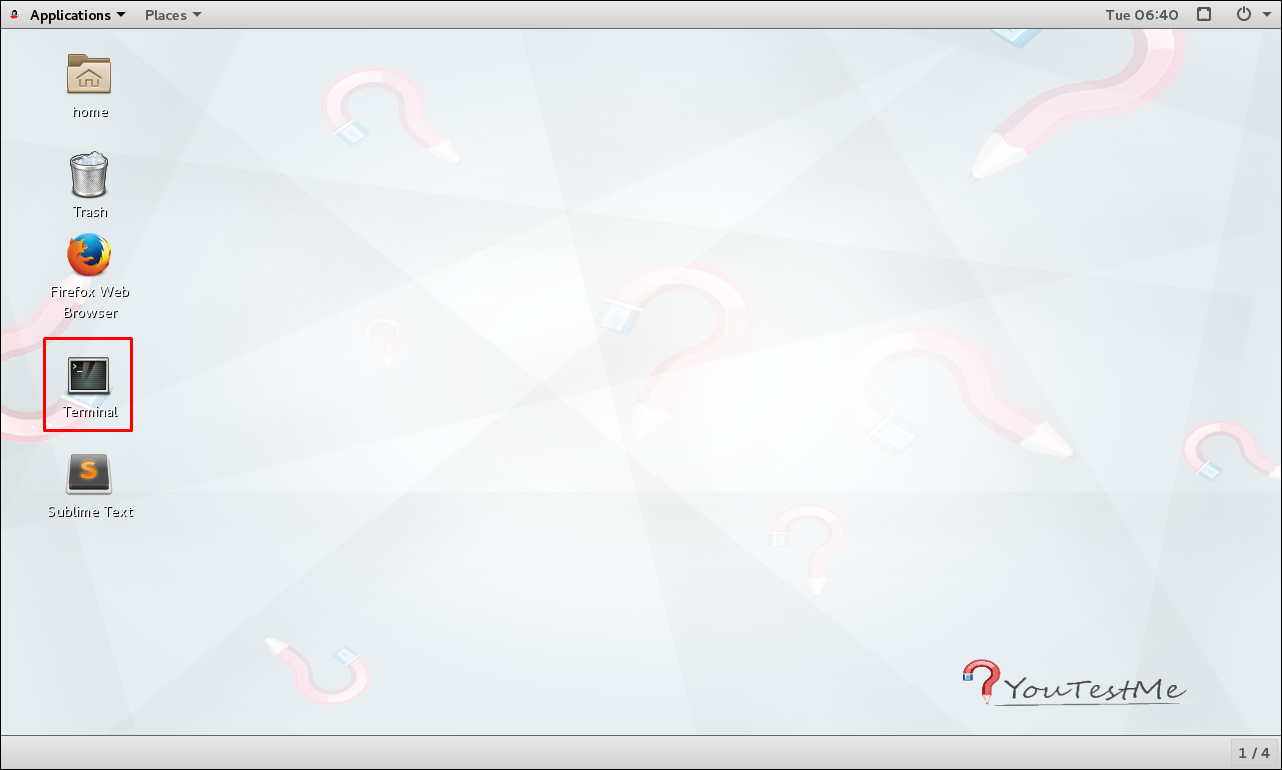 Applications Places Tue 06:40
home
Trash
Firefox Web
Browser
>_
Terminal
S
Sublime Text
YouTestMe
1 / 4